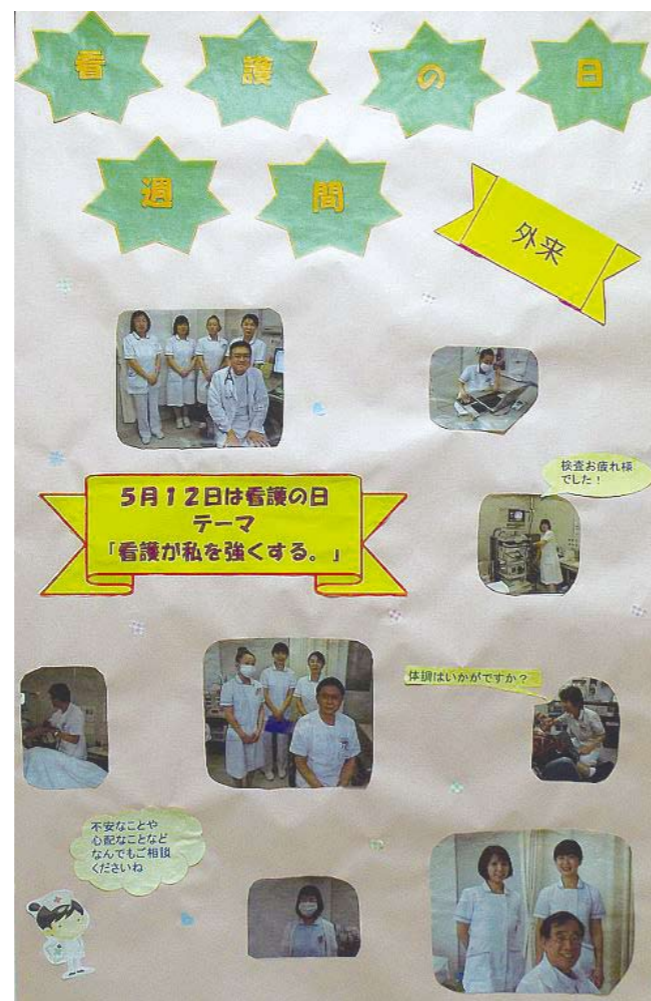 看護の日
週間
外来
5月12日は看護の日
テーマ
「看護が私を強くする。」
検査お疲れ様
でした！
体調はいかがですか？
不安なことや
心配なことなど
なんでもご相談
くださいね